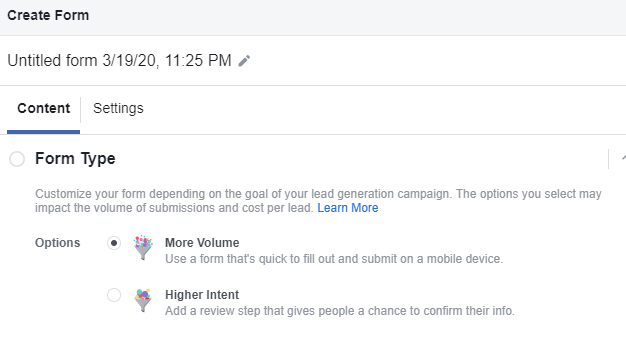 Create Form
Untitled form 3/19/20, 11:25 PM
Content Settings
Form Type
Customize your form depending on the goal of your lead generation campaign. The options you select may
impact the volume of submissions and cost per lead. Learn More
Options More Volume
Use a form that's quick to fill out and submit on a mobile device.
Higher Intent
Add a review step that gives people a chance to confirm their info.